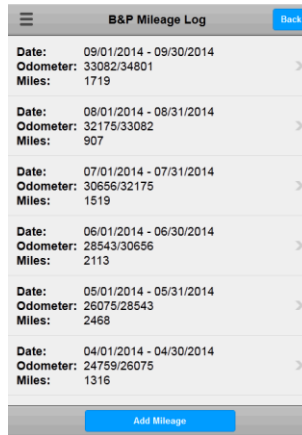 B&P Mileage Log Back
Date: 09/01/2014 - 09/30/2014
Odometer: 33082/34801
Miles: 1719
Date: 08/01/2014 - 08/31/2014
Odometer: 32175/33082
Miles: 907
Date: 07/01/2014 - 07/31/2014
Odometer: 30656/32175
Miles: 1519
Date: 06/01/2014 - 06/30/2014
Odometer: 28543/30656
Miles: 2113
Date: 05/01/2014 - 05/31/2014
Odometer: 26075/28543
Miles: 2468
Date: 04/01/2014 - 04/30/2014
Odometer: 24759/26075
Miles: 1316
Add Mileage